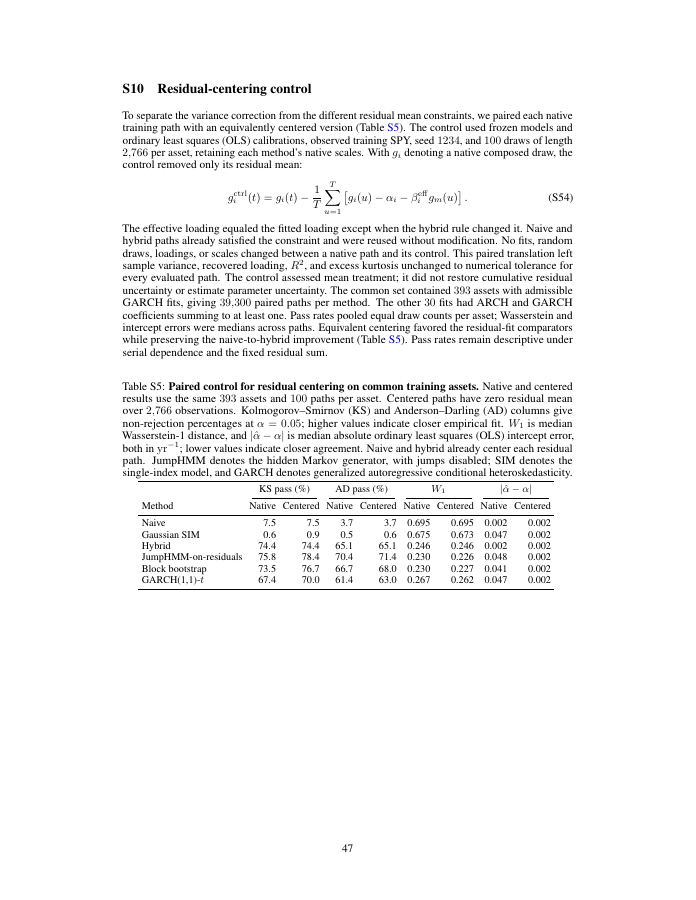 S10 Residual-centering control
To separate the variance correction from the different residual mean constraints, we paired each native
training path with an equivalently centered version (Table S5). The control used frozen models and
ordinary least squares (OLS) calibrations, observed training SPY, seed 1234, and 100 draws of length
2,766 per asset, retaining each method's native scales. With g_i denoting a native composed draw, the
control removed only its residual mean:
g_i^{ctrl}(t) = g_i(t) − \frac{1}{T} \sum_{u=1}^{T} [g_i(u) − α_i − β_i^{eff} g_m(u)] . (S54)
The effective loading equaled the fitted loading except when the hybrid rule changed it. Naive and
hybrid paths already satisfied the constraint and were reused without modification. No fits, random
draws, loadings, or scales changed between a native path and its control. This paired translation left
sample variance, recovered loading, R², and excess kurtosis unchanged to numerical tolerance for
every evaluated path. The control assessed mean treatment; it did not restore cumulative residual
uncertainty or estimate parameter uncertainty. The common set contained 393 assets with admissible
GARCH fits, giving 39,300 paired paths per method. The other 30 fits had ARCH and GARCH
coefficients summing to at least one. Pass rates pooled equal draw counts per asset; Wasserstein and
intercept errors were medians across paths. Equivalent centering favored the residual-fit comparators
while preserving the naive-to-hybrid improvement (Table S5). Pass rates remain descriptive under
serial dependence and the fixed residual sum.
Table S5: Paired control for residual centering on common training assets. Native and centered
results use the same 393 assets and 100 paths per asset. Centered paths have zero residual mean
over 2,766 observations. Kolmogorov–Smirnov (KS) and Anderson–Darling (AD) columns give
non-rejection percentages at α = 0.05; higher values indicate closer empirical fit. W₁ is median
Wasserstein-1 distance, and |α̂ − α| is median absolute ordinary least squares (OLS) intercept error,
both in yr⁻¹; lower values indicate closer agreement. Naive and hybrid already center each residual
path. JumpHMM denotes the hidden Markov generator, with jumps disabled; SIM denotes the
single-index model, and GARCH denotes generalized autoregressive conditional heteroskedasticity.
KS pass (%) AD pass (%) W₁ |α̂ − α|
Method Native Centered Native Centered Native Centered Native Centered
Naive 7.5 7.5 3.7 3.7 0.695 0.695 0.002 0.002
Gaussian SIM 0.6 0.9 0.5 0.6 0.675 0.673 0.047 0.002
Hybrid 74.4 74.4 65.1 65.1 0.246 0.246 0.002 0.002
JumpHMM-on-residuals 75.8 78.4 70.4 71.4 0.230 0.226 0.048 0.002
Block bootstrap 73.5 76.7 66.7 68.0 0.230 0.227 0.041 0.002
GARCH(1,1)-t 67.4 70.0 61.4 63.0 0.267 0.262 0.047 0.002
47